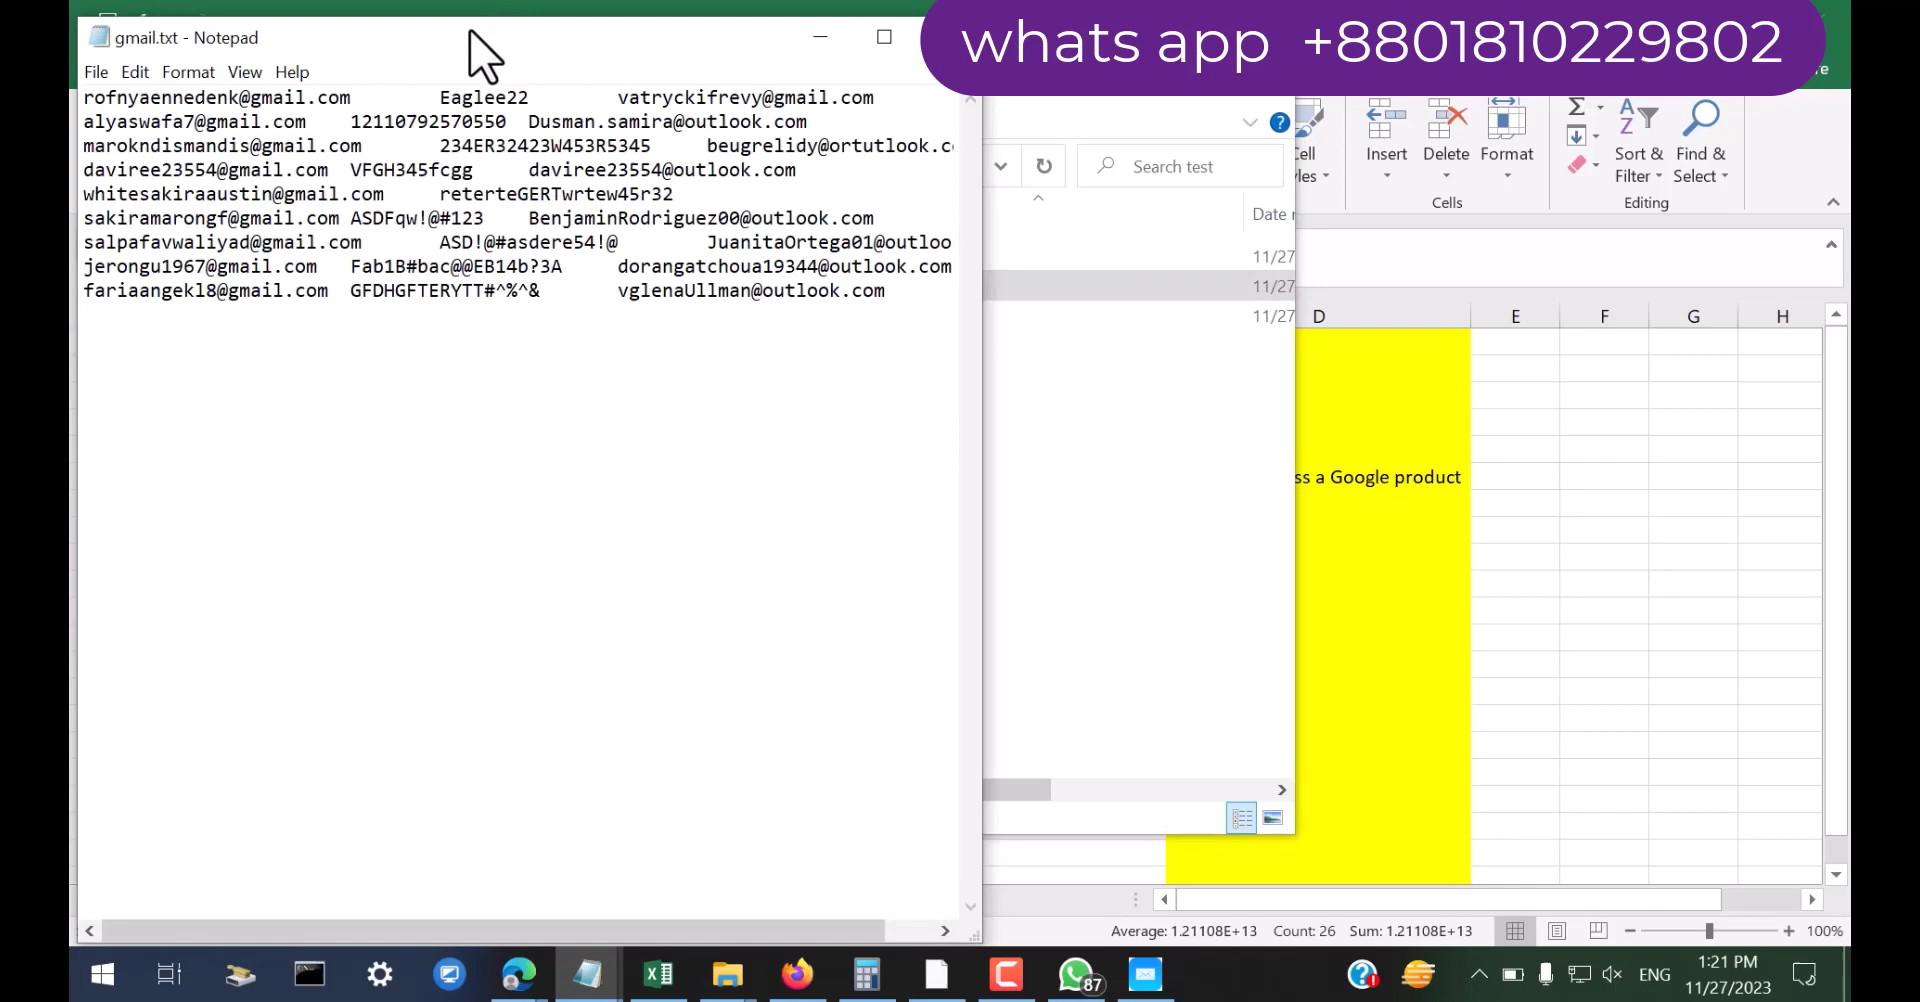 whats app +8801810229802
gmail.txt - Notepad
File Edit Format View Help
rofnyaennedenk@gmail.com Eaglee22 vatryckifrevy@gmail.com
alyaswafa7@gmail.com 12110792570550 Dusman.samira@outlook.com
marokndismandis@gmail.com 234ER32423W453R5345 beugrelidy@ortutlook.c
daviree23554@gmail.com VFGH345fcgg daviree23554@outlook.com
whitesakiraaustin@gmail.com reterteGERTwrtew45r32
sakiramarongf@gmail.com ASDFqw!@#123 BenjaminRodriguez00@outlook.com
salpafavwaliyad@gmail.com ASD!@#asdere54!@ JuanitaOrtega01@outloo
jerongu1967@gmail.com Fab1B#bac@@EB14b?3A dorangatchoua19344@outlook.com
fariaangekl8@gmail.com GFDHGFTERYTT#^%^& vglenaUllman@outlook.com
Search test
Date
11/27
11/27
11/27
Insert Delete Format
Cells
Sort & Filter
Find & Select
Editing
D E F G H
ss a Google product
Average: 1.21108E+13 Count: 26 Sum: 1.21108E+13
100%
87
ENG
1:21 PM
11/27/2023